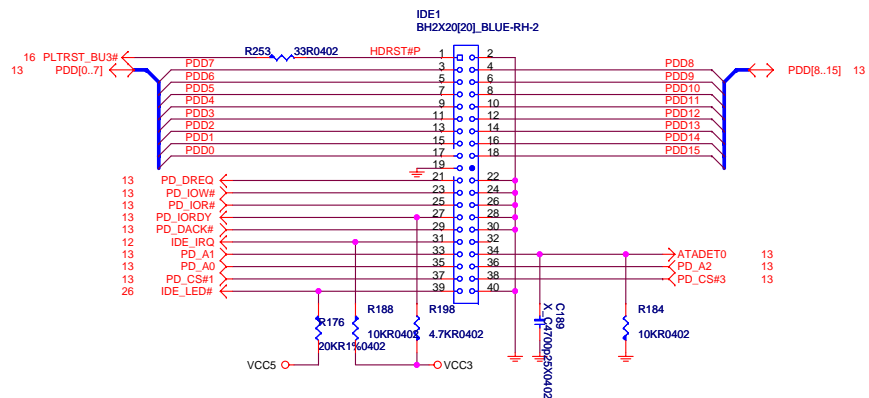 IDE1
BH2X20[20]_BLUE-RH-2
16 PLTRST_BU3# R253 33R0402 HDRST#P 1 2
13 PDD[0..7] PDD7 3 4 PDD8 PDD[8..15] 13
PDD6 5 6 PDD9
PDD5 7 8 PDD10
PDD4 9 10 PDD11
PDD3 11 12 PDD12
PDD2 13 14 PDD13
PDD1 15 16 PDD14
PDD0 17 18 PDD15
19
13 PD_DREQ 21 22
13 PD_IOW# 23 24
13 PD_IOR# 25 26
13 PD_IORDY 27 28
13 PD_DACK# 29 30
12 IDE_IRQ 31 32
13 PD_A1 33 34 ATADET0 13
13 PD_A0 35 36 PD_A2 13
13 PD_CS#1 37 38 PD_CS#3 13
26 IDE_LED# 39 40
R176
20KR1%0402
R188
10KR0402
R198
4.7KR0402
C189
X_C4700p25X0402
R184
10KR0402
VCC5 VCC3